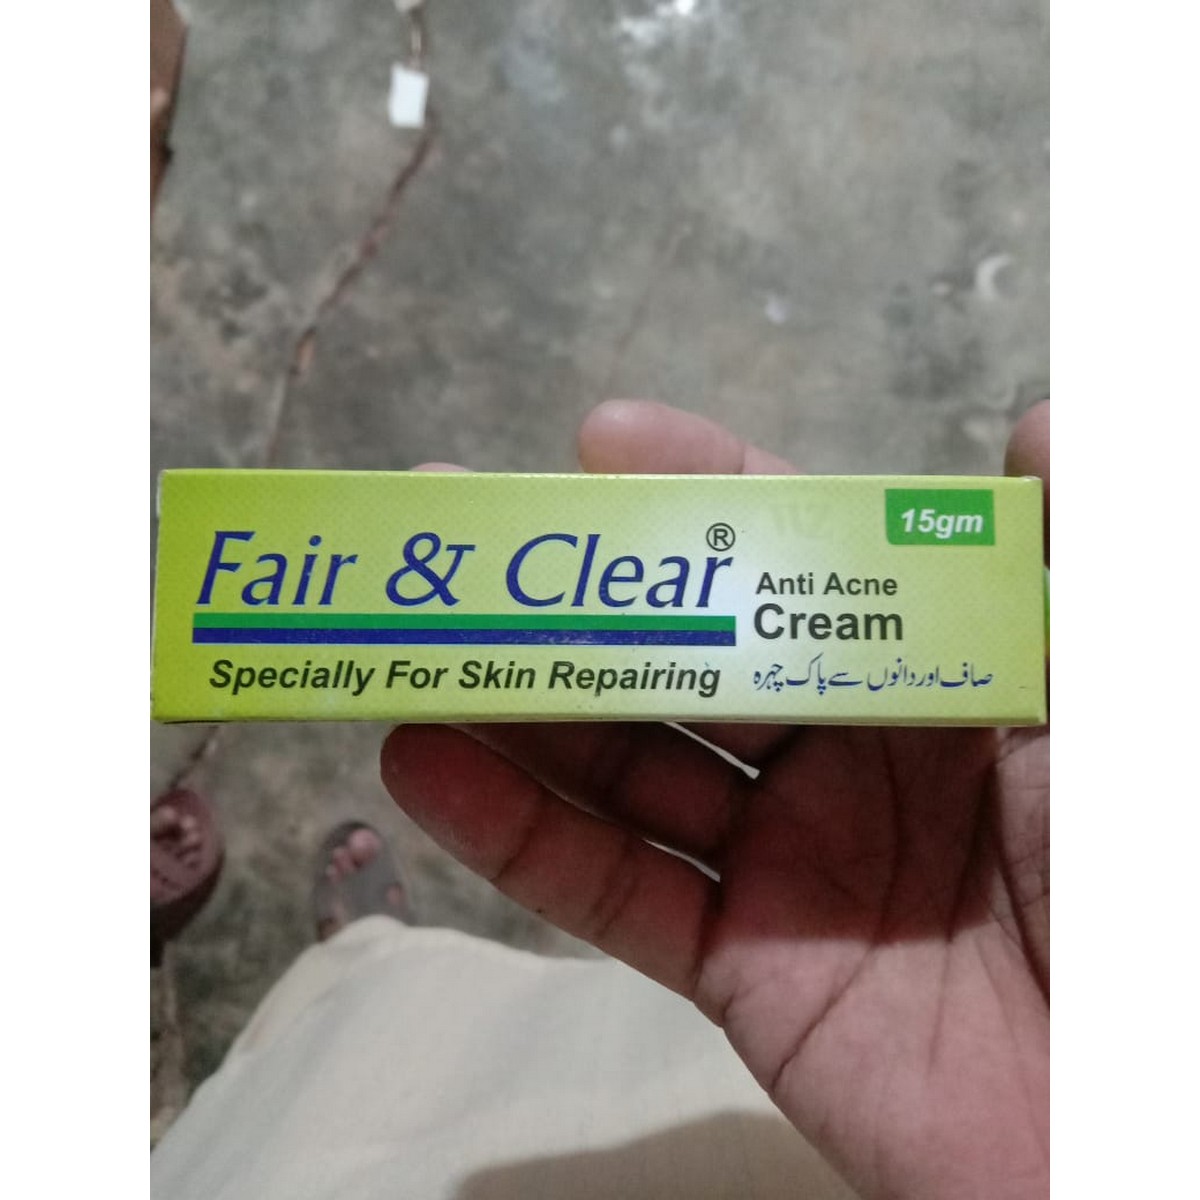 15gm
Fair & Clear®
Anti Acne
Cream
Specially For Skin Repairing
صاف اور دانوں سے پاک چہرہ